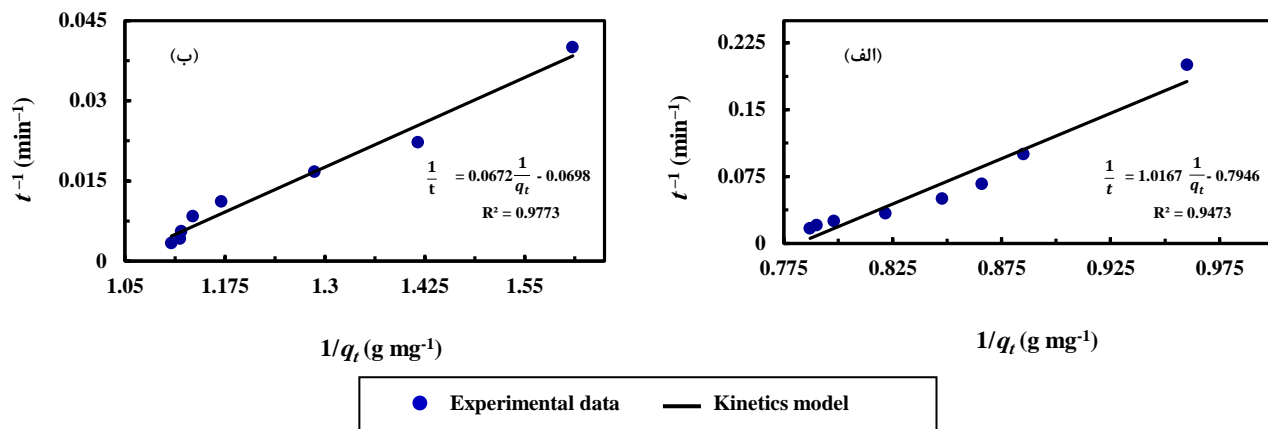 (ب)
0.045
0.03
0.015
0
t⁻¹ (min⁻¹)
1.05 1.175 1.3 1.425 1.55
1/qₜ (g mg⁻¹)
1/t = 0.0672 1/qₜ - 0.0698
R² = 0.9773
(الف)
0.225
0.15
0.075
0
t⁻¹ (min⁻¹)
0.775 0.825 0.875 0.925 0.975
1/qₜ (g mg⁻¹)
1/t = 1.0167 1/qₜ - 0.7946
R² = 0.9473
Experimental data Kinetics model